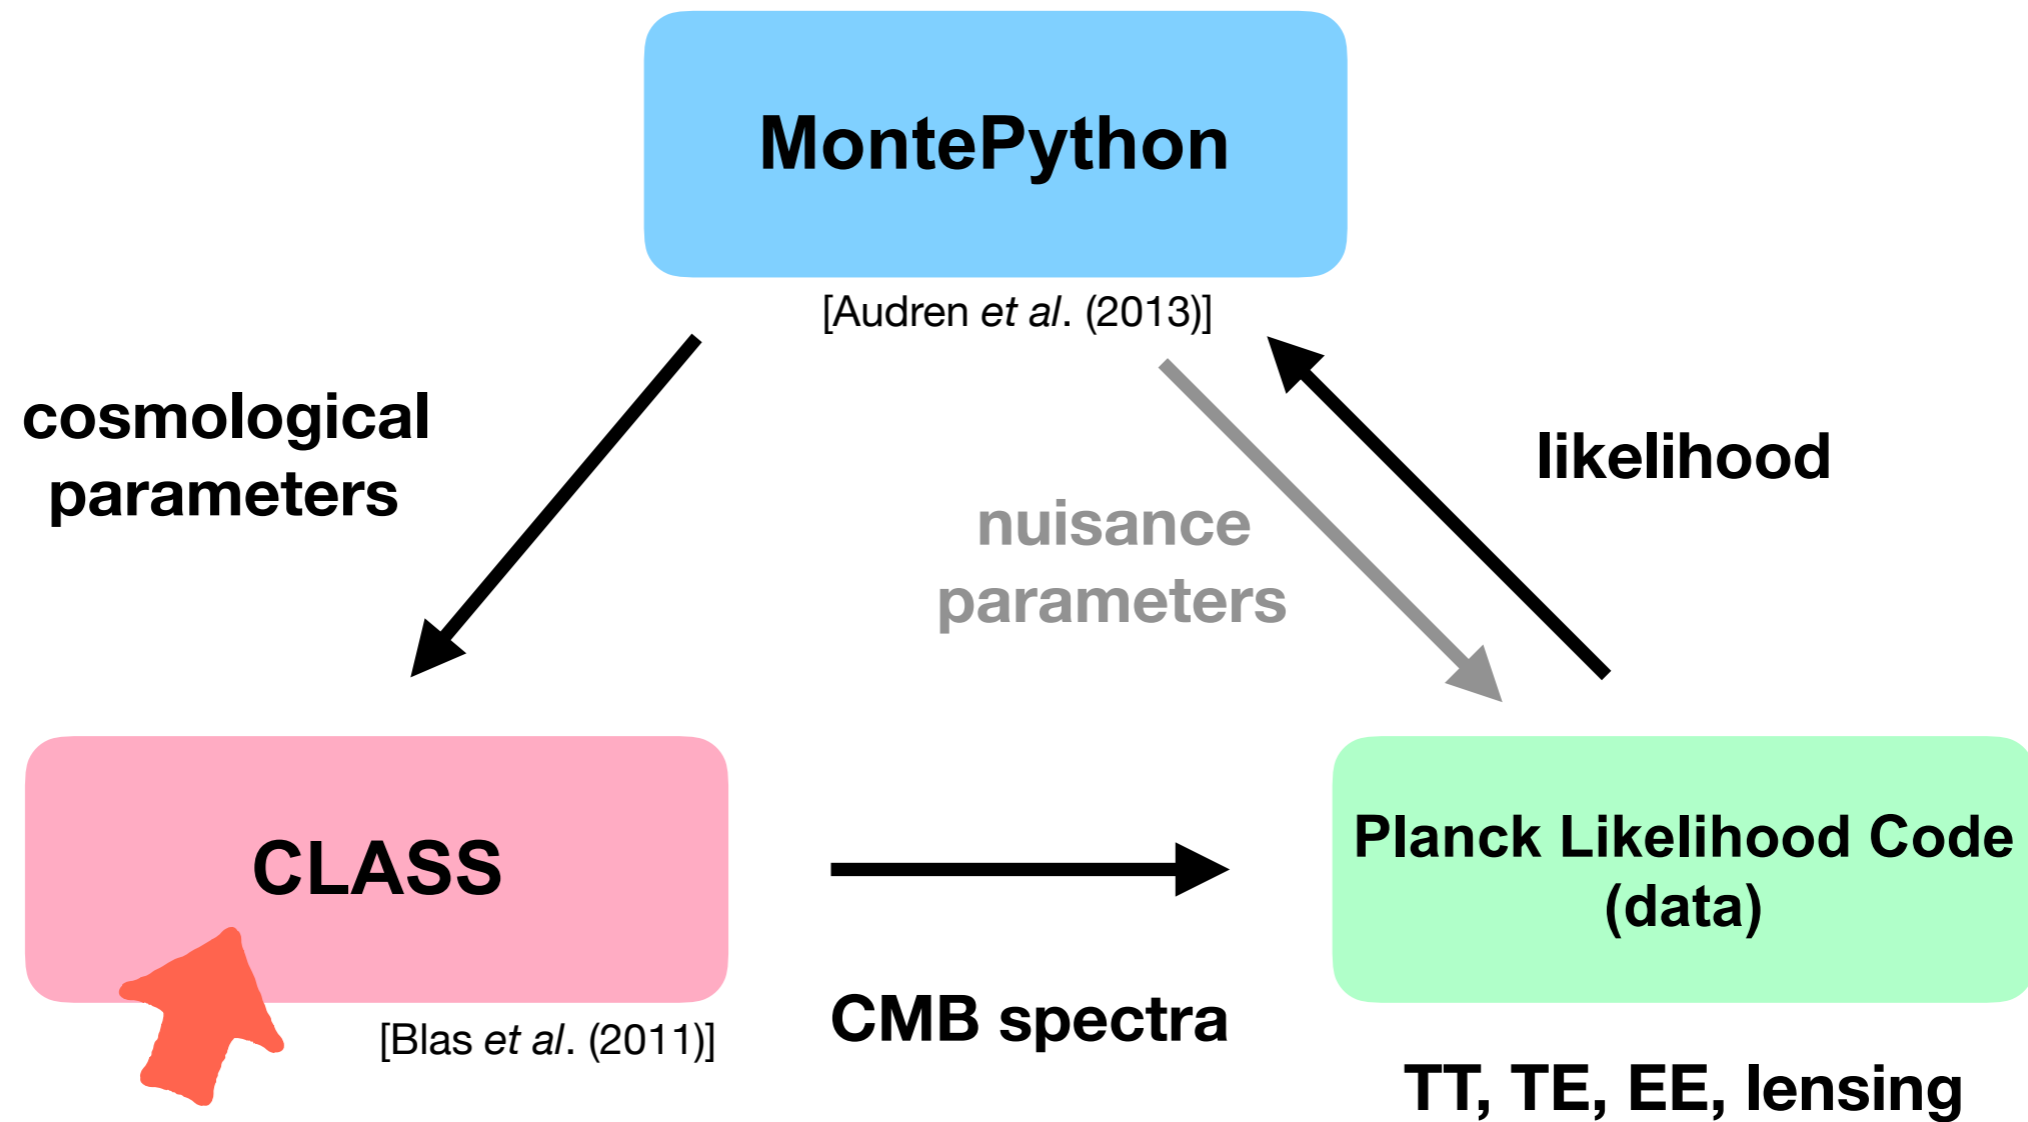 MontePython
[Audren et al. (2013)]
cosmological
parameters
likelihood
nuisance
parameters
CLASS
[Blas et al. (2011)]
CMB spectra
Planck Likelihood Code
(data)
TT, TE, EE, lensing